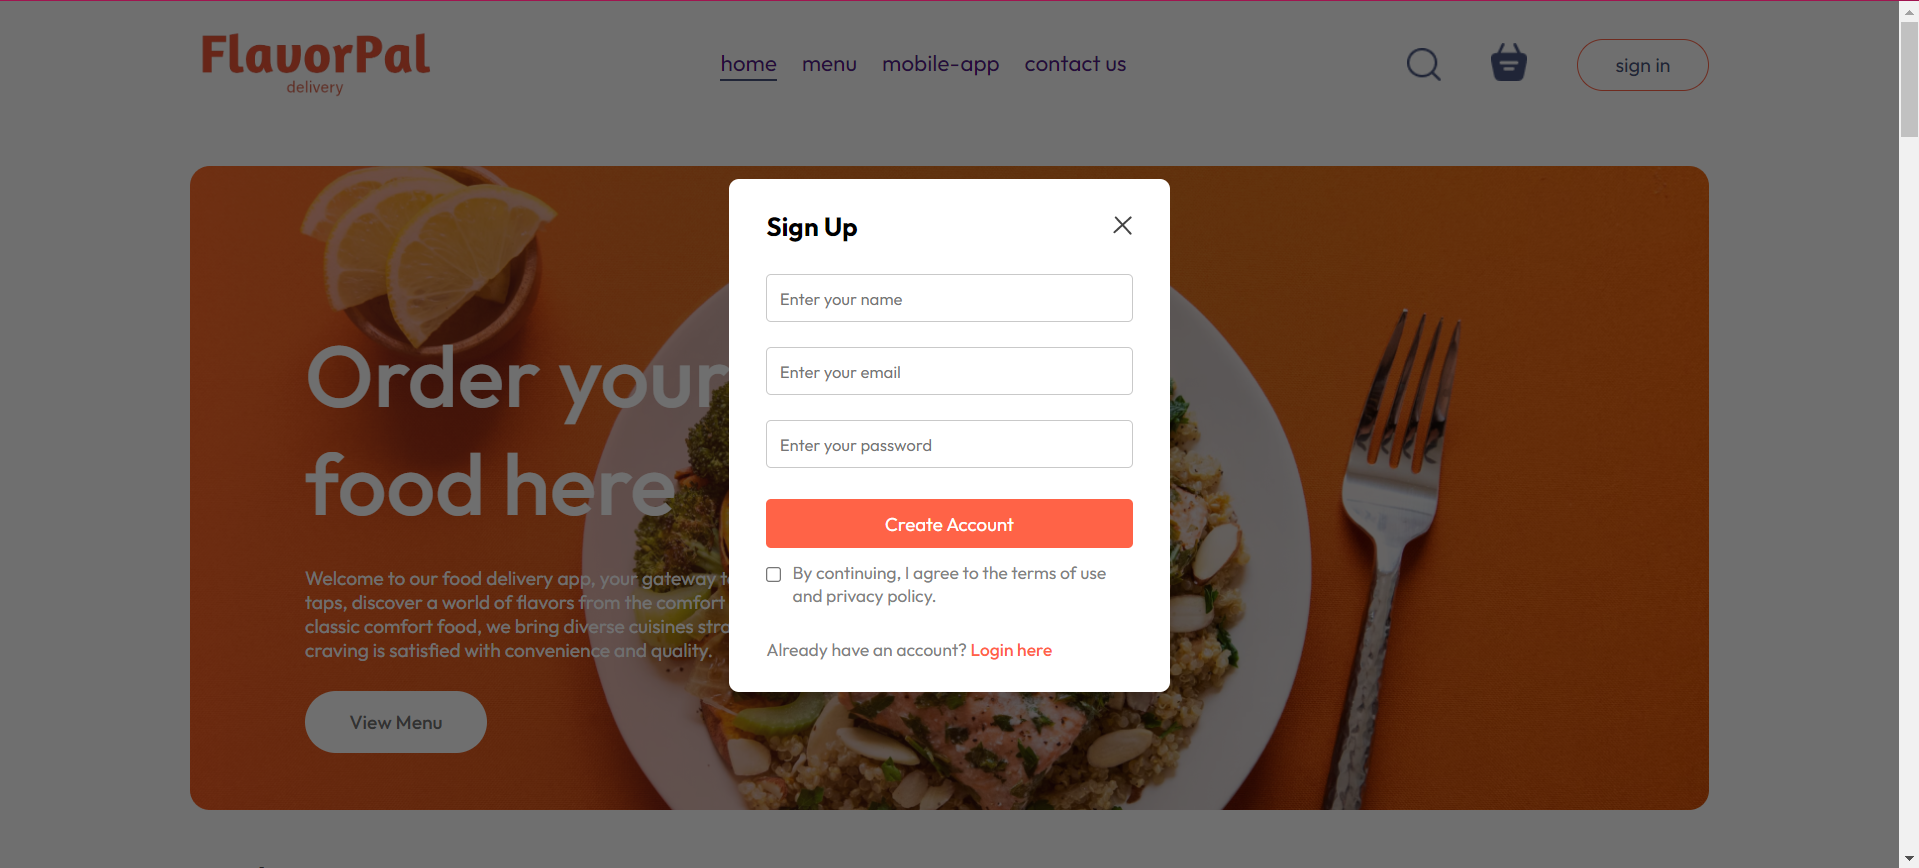 FlavorPal
delivery
home menu mobile-app contact us
sign in
Order your
food here
Welcome to our food delivery app, your gateway
taps, discover a world of flavors from the comfort
classic comfort food, we bring diverse cuisines
craving is satisfied with convenience and quality.
View Menu
Sign Up
Enter your name
Enter your email
Enter your password
Create Account
By continuing, I agree to the terms of use
and privacy policy.
Already have an account? Login here